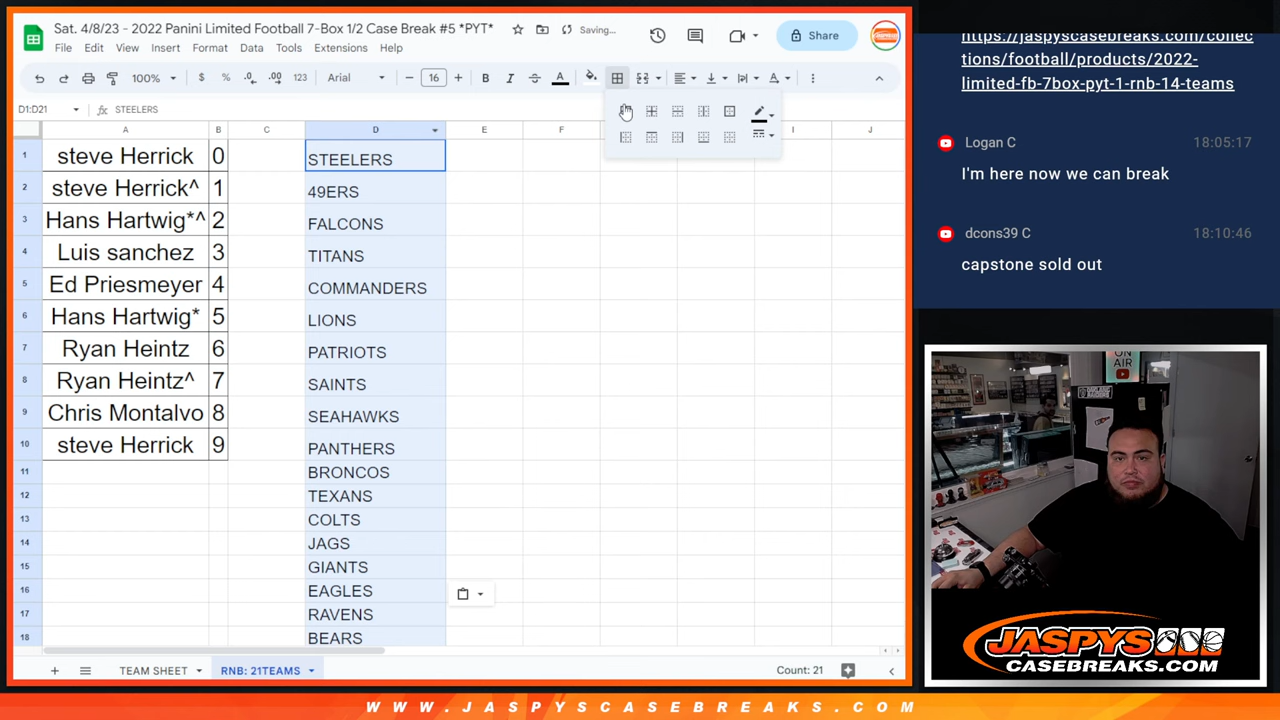 Sat. 4/8/23 - 2022 Panini Limited Football 7-Box 1/2 Case Break #5 *PYT*
Saving...
Share
File Edit View Insert Format Data Tools Extensions Help
100% $ % .0 .00 123 Arial 16 B I A
D1:D21 fx STEELERS
A B C D E F I J
1 steve Herrick 0 STEELERS
2 steve Herrick^ 1 49ERS
3 Hans Hartwig*^ 2 FALCONS
4 Luis sanchez 3 TITANS
5 Ed Priesmeyer 4 COMMANDERS
6 Hans Hartwig* 5 LIONS
7 Ryan Heintz 6 PATRIOTS
8 Ryan Heintz^ 7 SAINTS
9 Chris Montalvo 8 SEAHAWKS
10 steve Herrick 9 PANTHERS
11 BRONCOS
12 TEXANS
13 COLTS
14 JAGS
15 GIANTS
16 EAGLES
17 RAVENS
18 BEARS
TEAM SHEET RNB: 21TEAMS Count: 21
https://jaspyscasebreaks.com/collec
tions/football/products/2022-
limited-fb-7box-pyt-1-rnb-14-teams
Logan C 18:05:17
I'm here now we can break
dcons39 C 18:10:46
capstone sold out
ON
AIR
JASPYS
CASEBREAKS.COM
WWW.JASPYSCASEBREAKS.COM